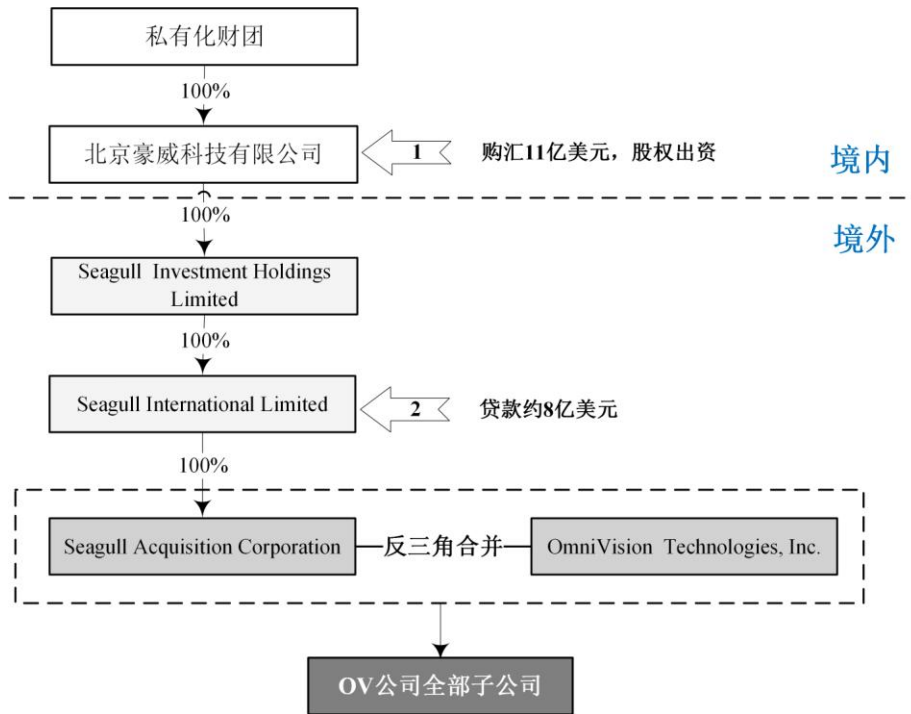 私有化财团
100%
北京豪威科技有限公司
1
购汇11亿美元，股权出资
境内
100%
境外
Seagull Investment Holdings
Limited
100%
Seagull International Limited
2
贷款约8亿美元
100%
Seagull Acquisition Corporation
反三角合并
OmniVision Technologies, Inc.
OV公司全部子公司